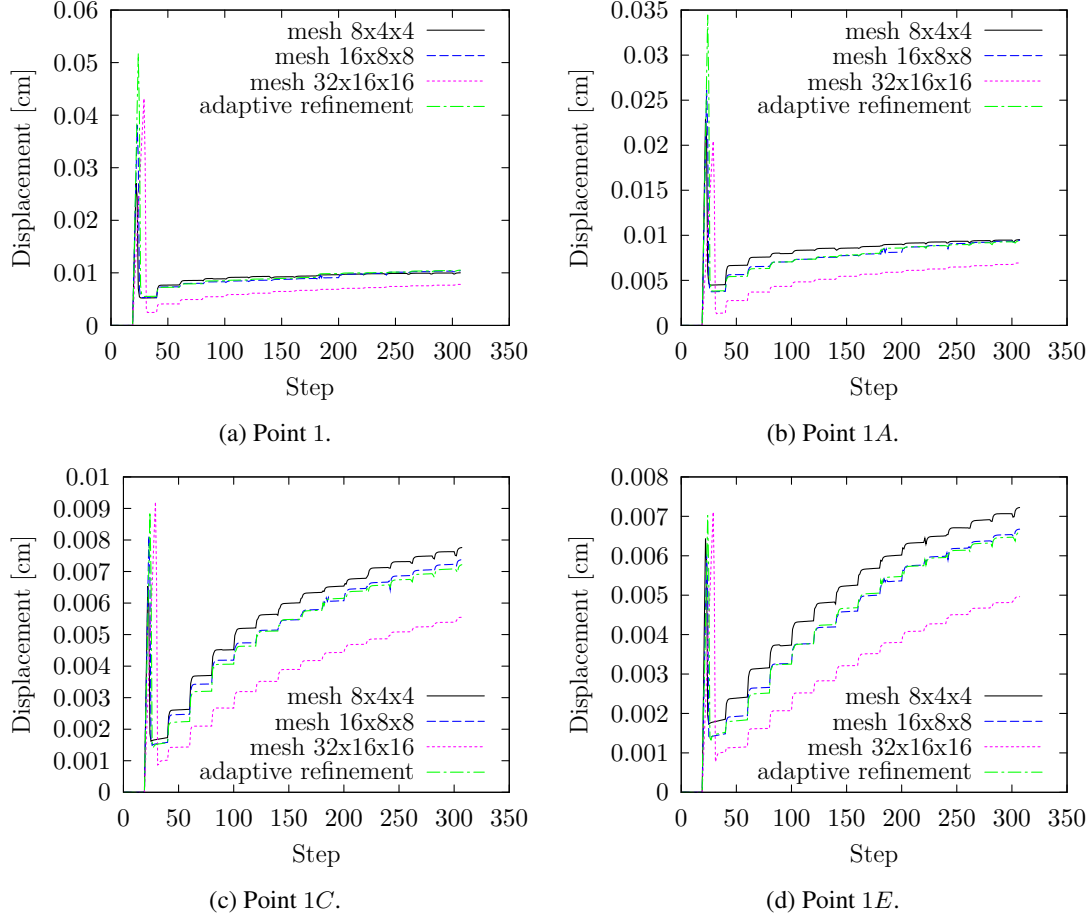 0.06
0.05
0.04
0.03
0.02
0.01
0
0 50 100 150 200 250 300 350
Displacement [cm]
Step
mesh 8x4x4
mesh 16x8x8
mesh 32x16x16
adaptive refinement
(a) Point 1.
0.035
0.03
0.025
0.02
0.015
0.01
0.005
0
0 50 100 150 200 250 300 350
Displacement [cm]
Step
mesh 8x4x4
mesh 16x8x8
mesh 32x16x16
adaptive refinement
(b) Point 1A.
0.01
0.009
0.008
0.007
0.006
0.005
0.004
0.003
0.002
0.001
0
0 50 100 150 200 250 300 350
Displacement [cm]
Step
mesh 8x4x4
mesh 16x8x8
mesh 32x16x16
adaptive refinement
(c) Point 1C.
0.008
0.007
0.006
0.005
0.004
0.003
0.002
0.001
0
0 50 100 150 200 250 300 350
Displacement [cm]
Step
mesh 8x4x4
mesh 16x8x8
mesh 32x16x16
adaptive refinement
(d) Point 1E.